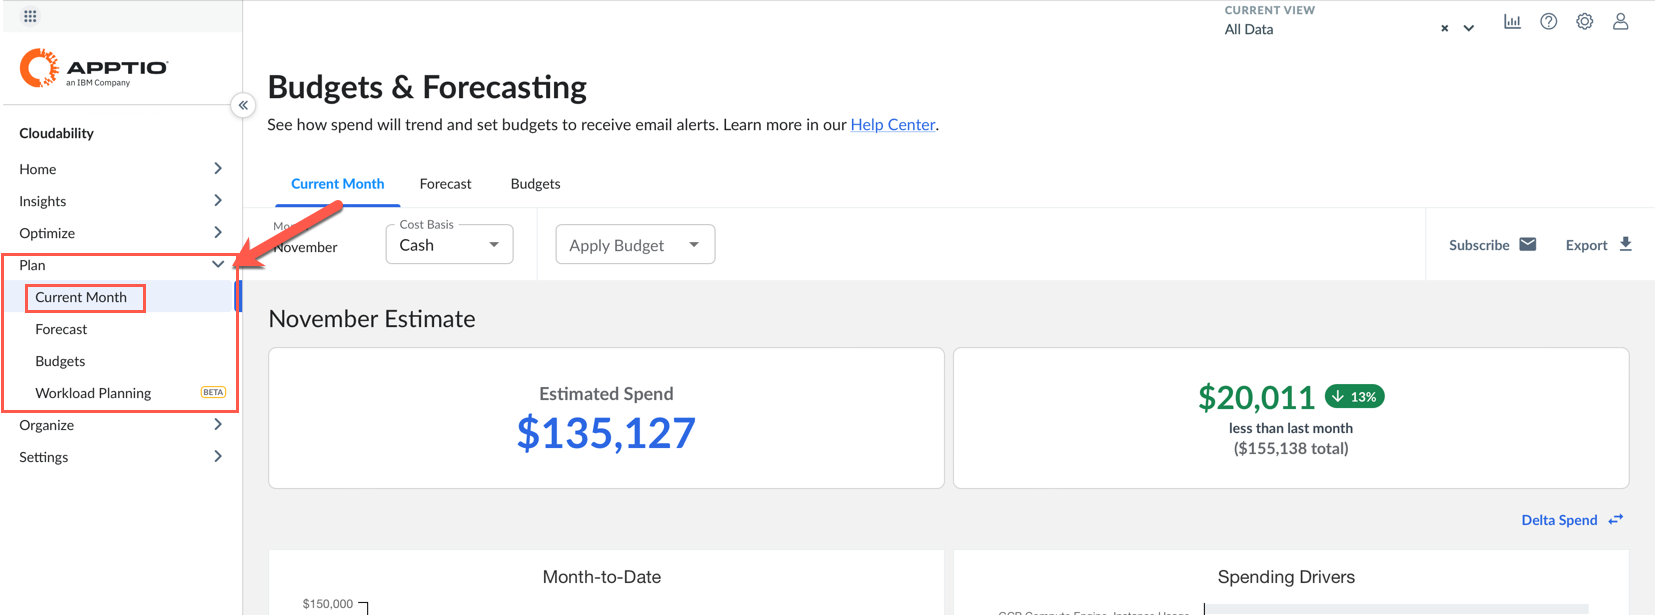 CURRENT VIEW
All Data
APPTIO
an IBM Company
Cloudability
Home
Insights
Optimize
Plan
Current Month
Forecast
Budgets
Workload Planning BETA
Organize
Settings
Budgets & Forecasting
See how spend will trend and set budgets to receive email alerts. Learn more in our Help Center.
Current Month Forecast Budgets
November
Cost Basis
Cash
Apply Budget
Subscribe
Export
November Estimate
Estimated Spend
$135,127
$20,011 13%
less than last month
($155,138 total)
Delta Spend
Month-to-Date
$150,000
Spending Drivers